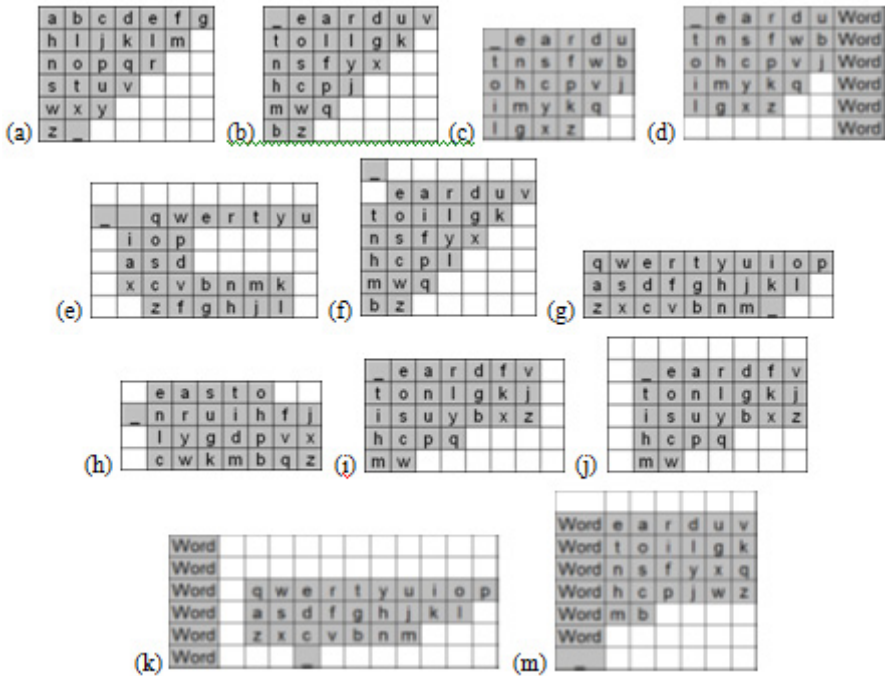 a b c d e f g
h l j k l m
n o p q r
s t u v
w x y
(a) z _
_ e a r d u v
t o l l g k
n s f y x
h c p j
m w q
(b) b z
_ e a r d u
t n s f w b
o h c p v j
i m y k q
(c) l g x z
_ e a r d u Word
t n s f w b Word
o h c p v j Word
i m y k q Word
l g x z Word
(d) Word
_ q w e r t y u
i o p
a s d
x c v b n m k
(e) z f g h j l
_
e a r d u v
t o i l g k
n s f y x
h c p l
m w q
(f) b z
q w e r t y u i o p
a s d f g h j k l
(g) z x c v b n m _
e a s t o
_ n r u i h f j
l y g d p v x
(h) c w k m b q z
_ e a r d f v
t o n l g k j
i s u y b x z
h c p q
(i) m w
_ e a r d f v
t o n l g k j
i s u y b x z
h c p q
(j) m w
Word
Word
Word q w e r t y u i o p
Word a s d f g h j k l
Word z x c v b n m
(k) Word _
Word e a r d u v
Word t o i l g k
Word n s f y x q
Word h c p j w z
Word m b
Word
(m) _